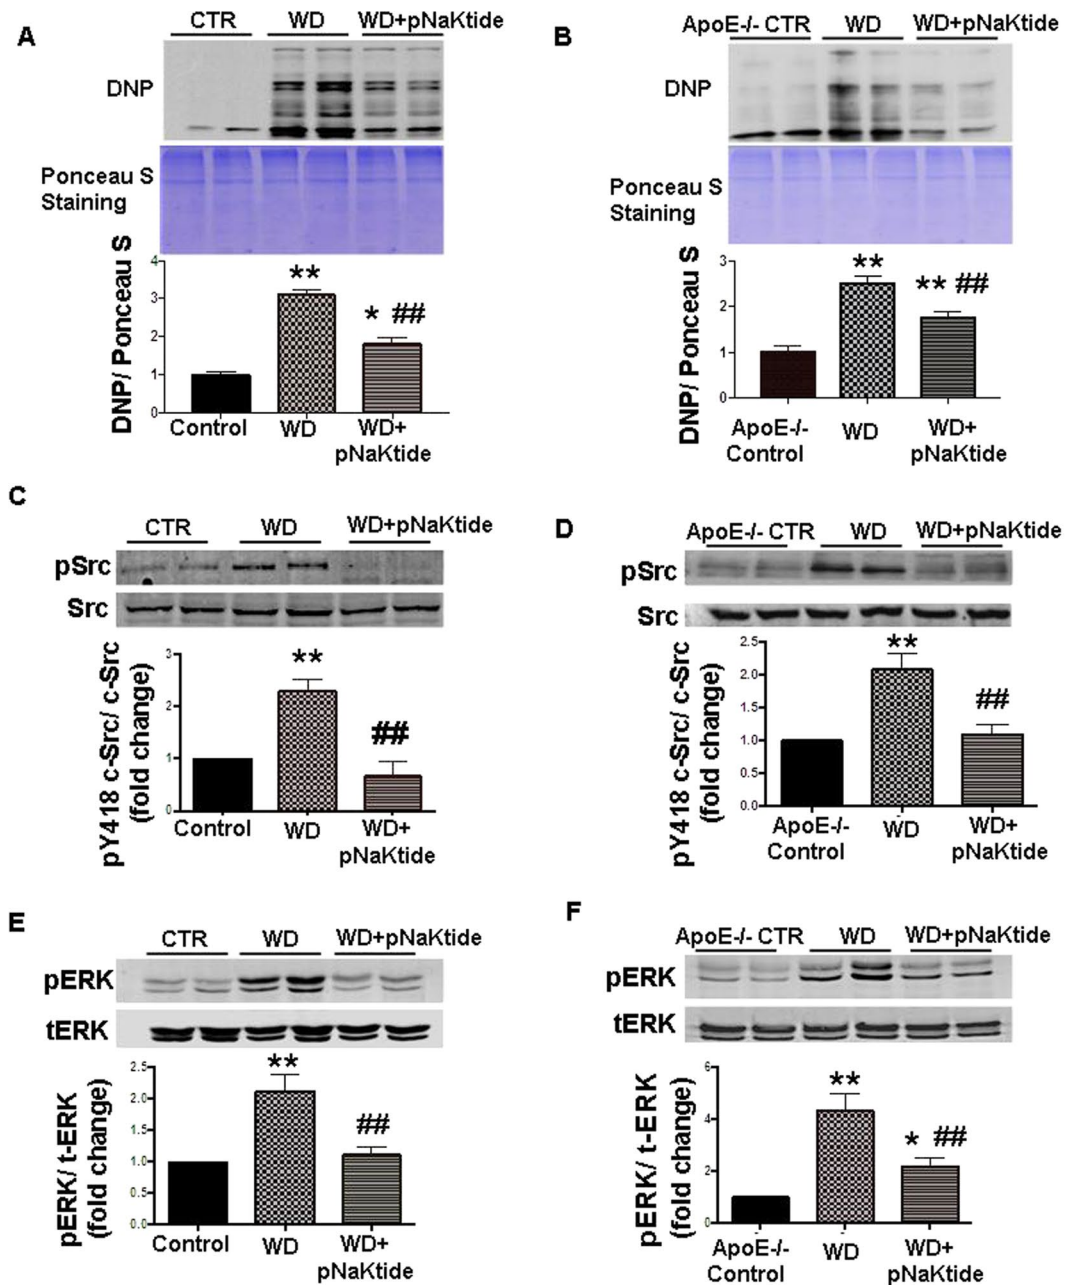 A
CTR WD WD+pNaKtide
DNP
Ponceau S
Staining
DNP/ Ponceau S
4
3
2
1
0
**
* ##
Control WD WD+
pNaKtide
B
ApoE-/- CTR WD WD+pNaKtide
DNP
Ponceau S
Staining
DNP/ Ponceau S
3
2
1
0
**
** ##
ApoE-/-
Control
WD
WD+
pNaKtide
C
CTR WD WD+pNaKtide
pSrc
Src
pY418 c-Src/ c-Src
(fold change)
3
2
1
0
**
##
Control WD WD+
pNaKtide
D
ApoE-/- CTR WD WD+pNaKtide
pSrc
Src
pY418 c-Src/ c-Src
(fold change)
2.5
2.0
1.5
1.0
0.5
0.0
**
##
ApoE-/-
Control
WD
WD+
pNaKtide
E
CTR WD WD+pNaKtide
pERK
tERK
pERK/ t-ERK
(fold change)
2.5
2.0
1.5
1.0
0.5
0.0
**
##
Control WD WD+
pNaKtide
F
ApoE-/- CTR WD WD+pNaKtide
pERK
tERK
pERK/ t-ERK
(fold change)
6
4
2
0
**
* ##
ApoE-/-
Control
WD
WD+
pNaKtide